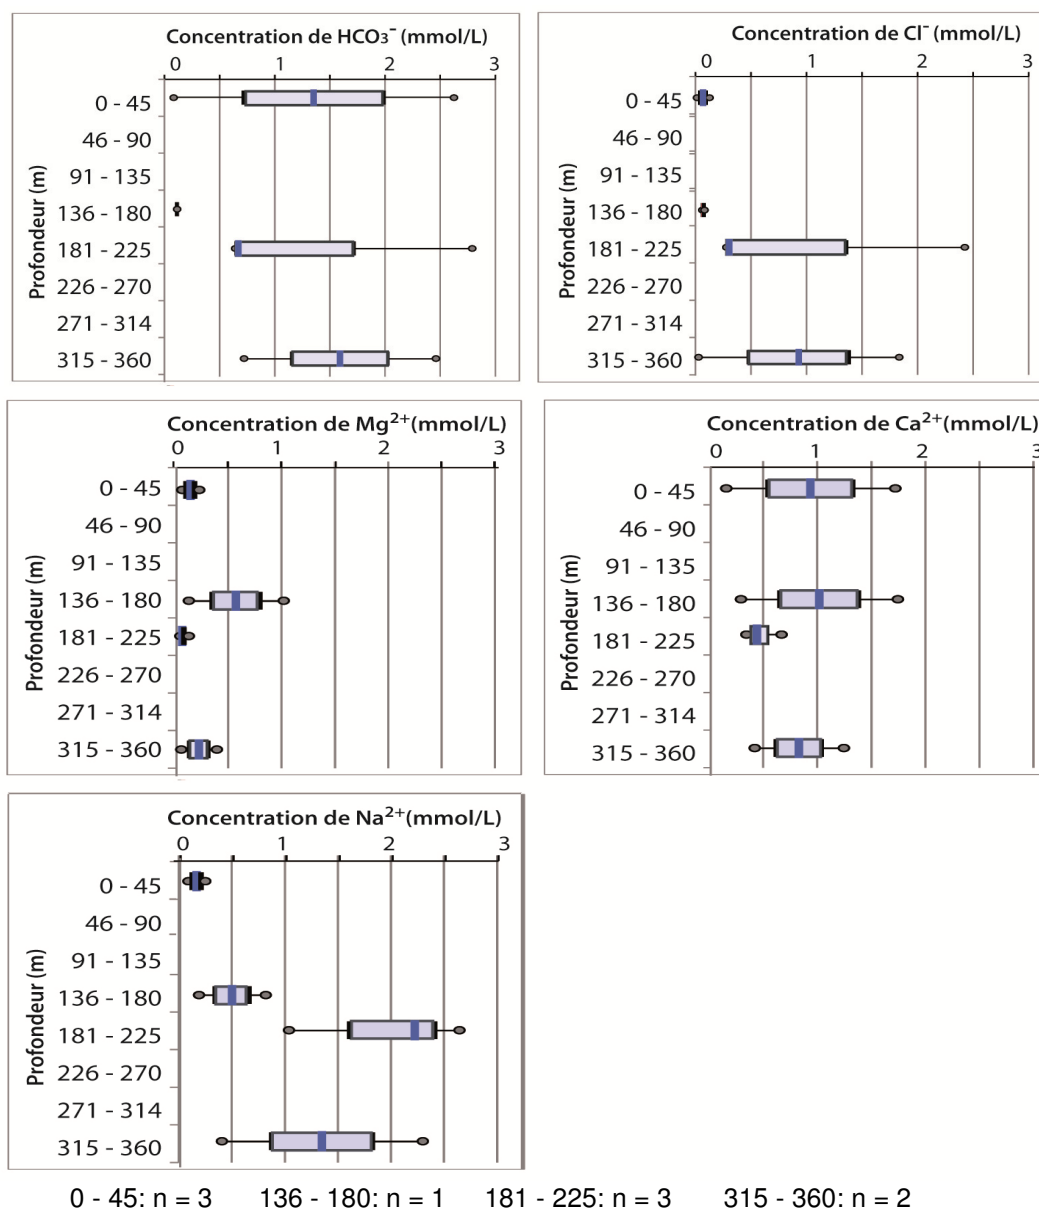 Concentration de HCO₃⁻ (mmol/L)
0 1 2 3
Profondeur (m)
0 - 45
46 - 90
91 - 135
136 - 180
181 - 225
226 - 270
271 - 314
315 - 360
Concentration de Cl⁻ (mmol/L)
0 1 2 3
Profondeur (m)
0 - 45
46 - 90
91 - 135
136 - 180
181 - 225
226 - 270
271 - 314
315 - 360
Concentration de Mg²⁺(mmol/L)
0 1 2 3
Profondeur (m)
0 - 45
46 - 90
91 - 135
136 - 180
181 - 225
226 - 270
271 - 314
315 - 360
Concentration de Ca²⁺(mmol/L)
0 1 2 3
Profondeur (m)
0 - 45
46 - 90
91 - 135
136 - 180
181 - 225
226 - 270
271 - 314
315 - 360
Concentration de Na²⁺(mmol/L)
0 1 2 3
Profondeur (m)
0 - 45
46 - 90
91 - 135
136 - 180
181 - 225
226 - 270
271 - 314
315 - 360
0 - 45: n = 3 136 - 180: n = 1 181 - 225: n = 3 315 - 360: n = 2